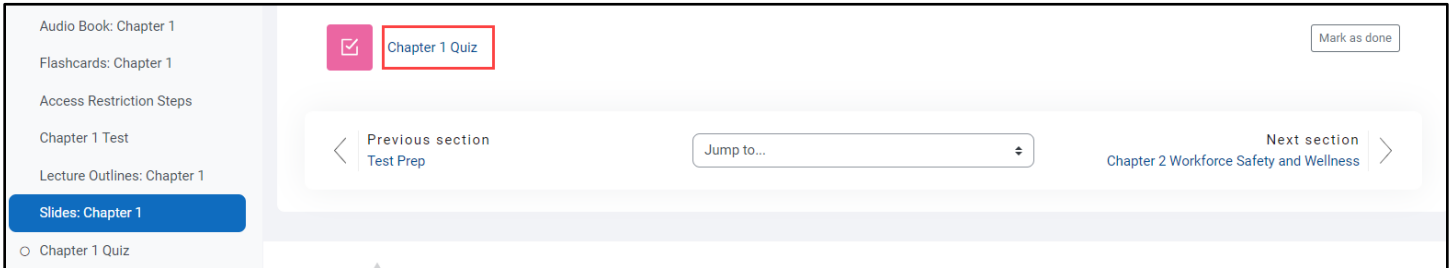 Audio Book: Chapter 1
Flashcards: Chapter 1
Access Restriction Steps
Chapter 1 Test
Lecture Outlines: Chapter 1
Slides: Chapter 1
Chapter 1 Quiz
Chapter 1 Quiz
Mark as done
Previous section
Test Prep
Jump to...
Next section
Chapter 2 Workforce Safety and Wellness